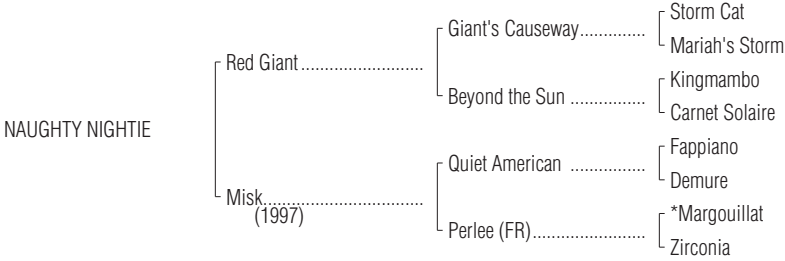 Storm Cat
Giant's Causeway..............
Mariah's Storm
Red Giant..........................
Kingmambo
Beyond the Sun ................
Carnet Solaire
NAUGHTY NIGHTIE
Fappiano
Quiet American ................
Demure
Misk..................................
(1997)
*Margouillat
Perlee (FR)........................
Zirconia